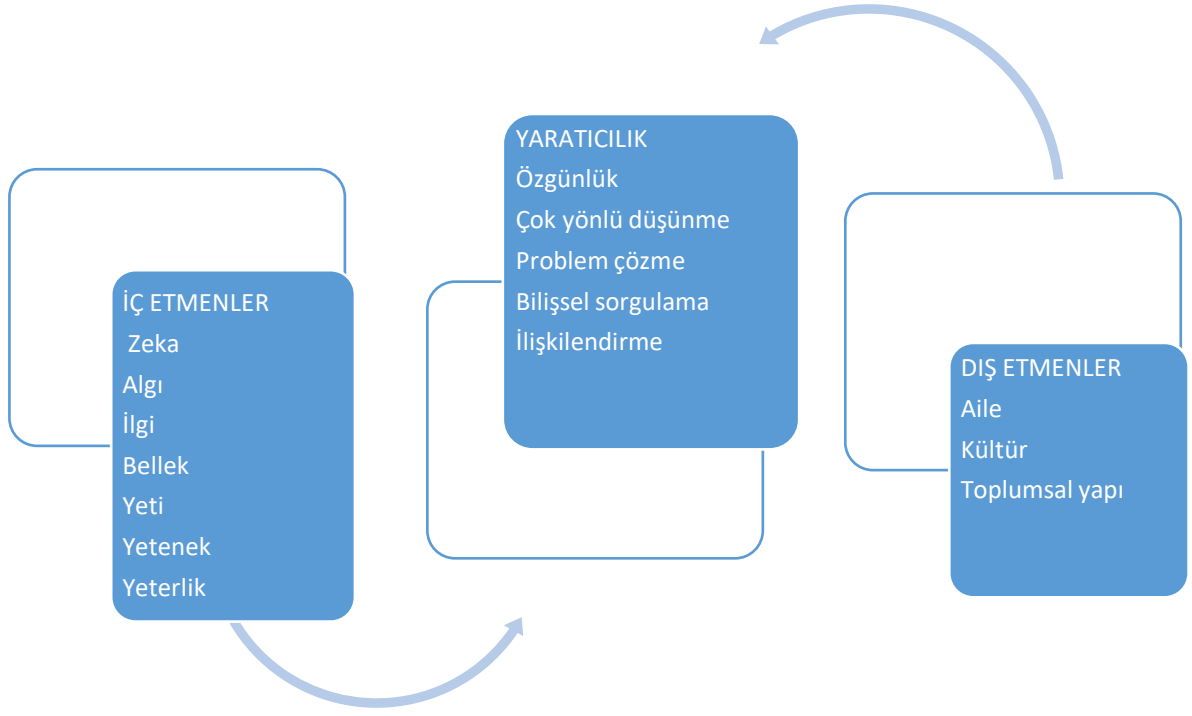 İÇ ETMENLER
Zeka
Algı
İlgi
Bellek
Yeti
Yetenek
Yeterlik
YARATICILIK
Özgünlük
Çok yönlü düşünme
Problem çözme
Bilişsel sorgulama
İlişkilendirme
DIŞ ETMENLER
Aile
Kültür
Toplumsal yapı